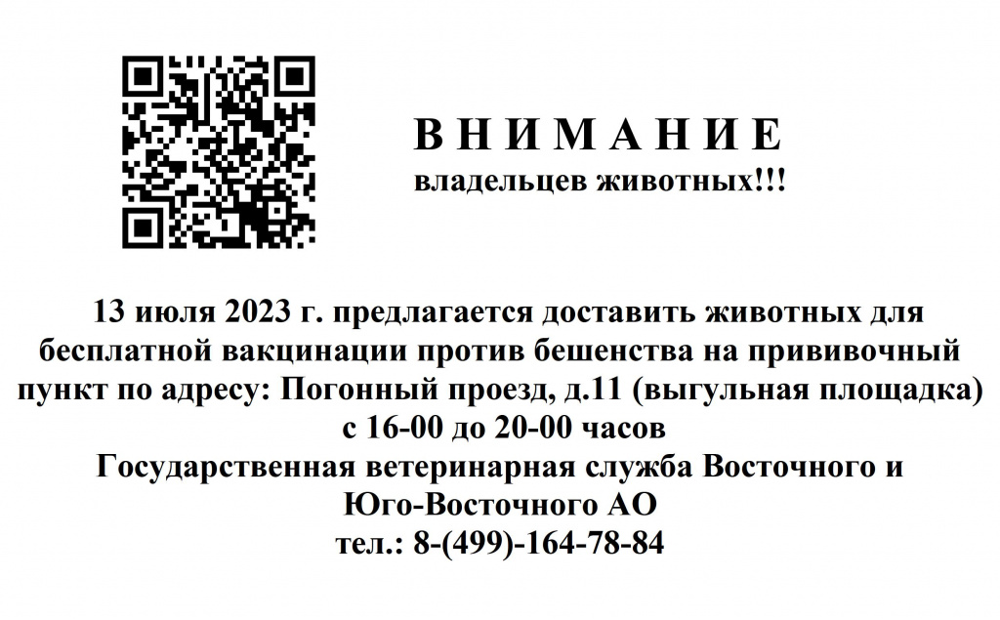 ВНИМАНИЕ
владельцев животных!!!
13 июля 2023 г. предлагается доставить животных для
бесплатной вакцинации против бешенства на прививочный
пункт по адресу: Погонный проезд, д.11 (выгульная площадка)
с 16-00 до 20-00 часов
Государственная ветеринарная служба Восточного и
Юго-Восточного АО
тел.: 8-(499)-164-78-84